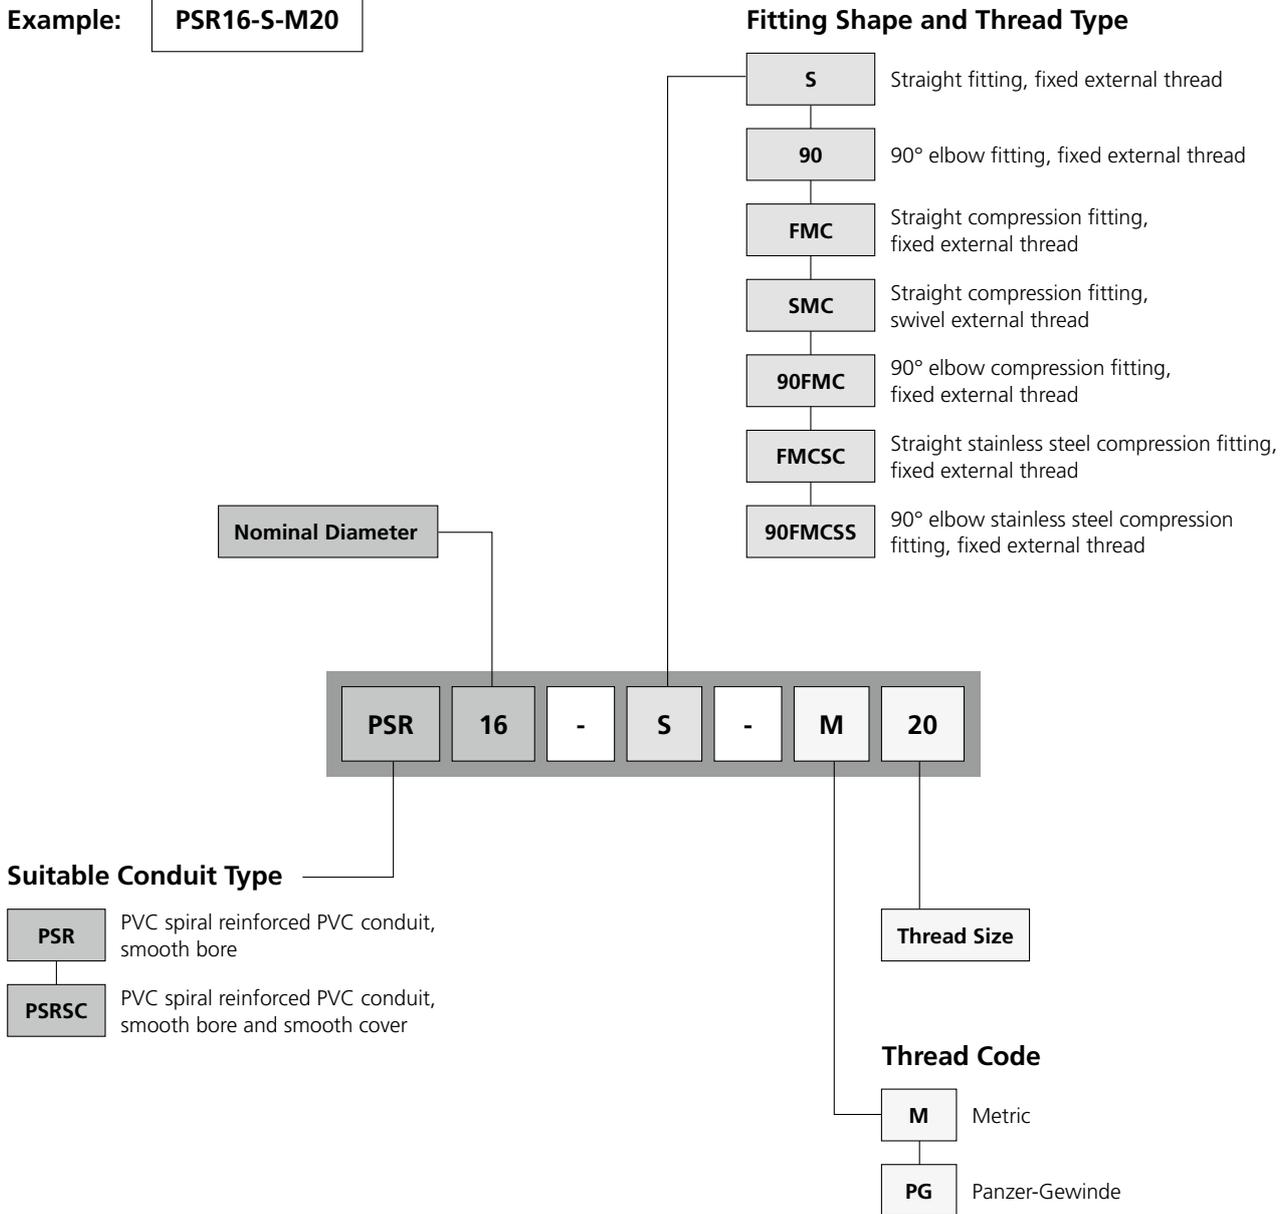 Example:
PSR16-S-M20
Fitting Shape and Thread Type
S
Straight fitting, fixed external thread
90
90° elbow fitting, fixed external thread
FMC
Straight compression fitting,
fixed external thread
SMC
Straight compression fitting,
swivel external thread
90FMC
90° elbow compression fitting,
fixed external thread
FMCSC
Straight stainless steel compression fitting,
fixed external thread
90FMCSS
90° elbow stainless steel compression
fitting, fixed external thread
Nominal Diameter
PSR 16 - S - M 20
Suitable Conduit Type
PSR
PVC spiral reinforced PVC conduit,
smooth bore
PSRSC
PVC spiral reinforced PVC conduit,
smooth bore and smooth cover
Thread Size
Thread Code
M
Metric
PG
Panzer-Gewinde